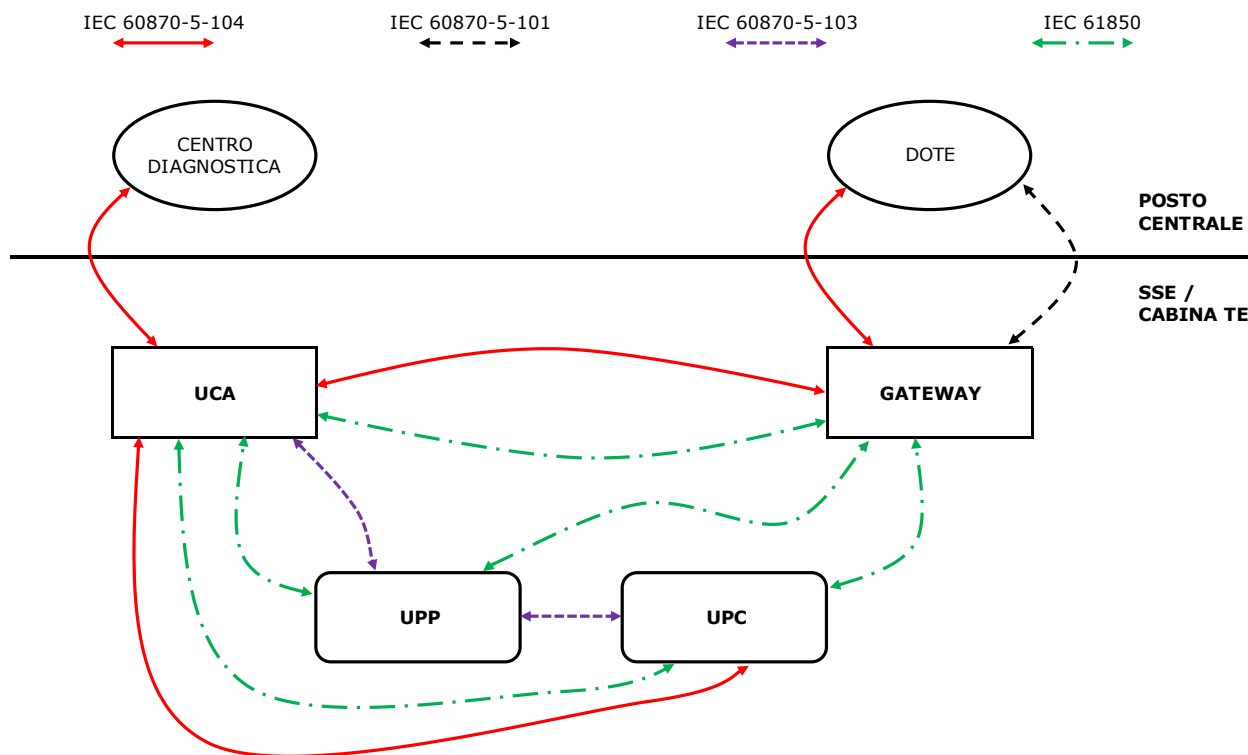 IEC 60870-5-104
IEC 60870-5-101
IEC 60870-5-103
IEC 61850
CENTRO
DIAGNOSTICA
DOTE
POSTO
CENTRALE
SSE /
CABINA TE
UCA
GATEWAY
UPP
UPC